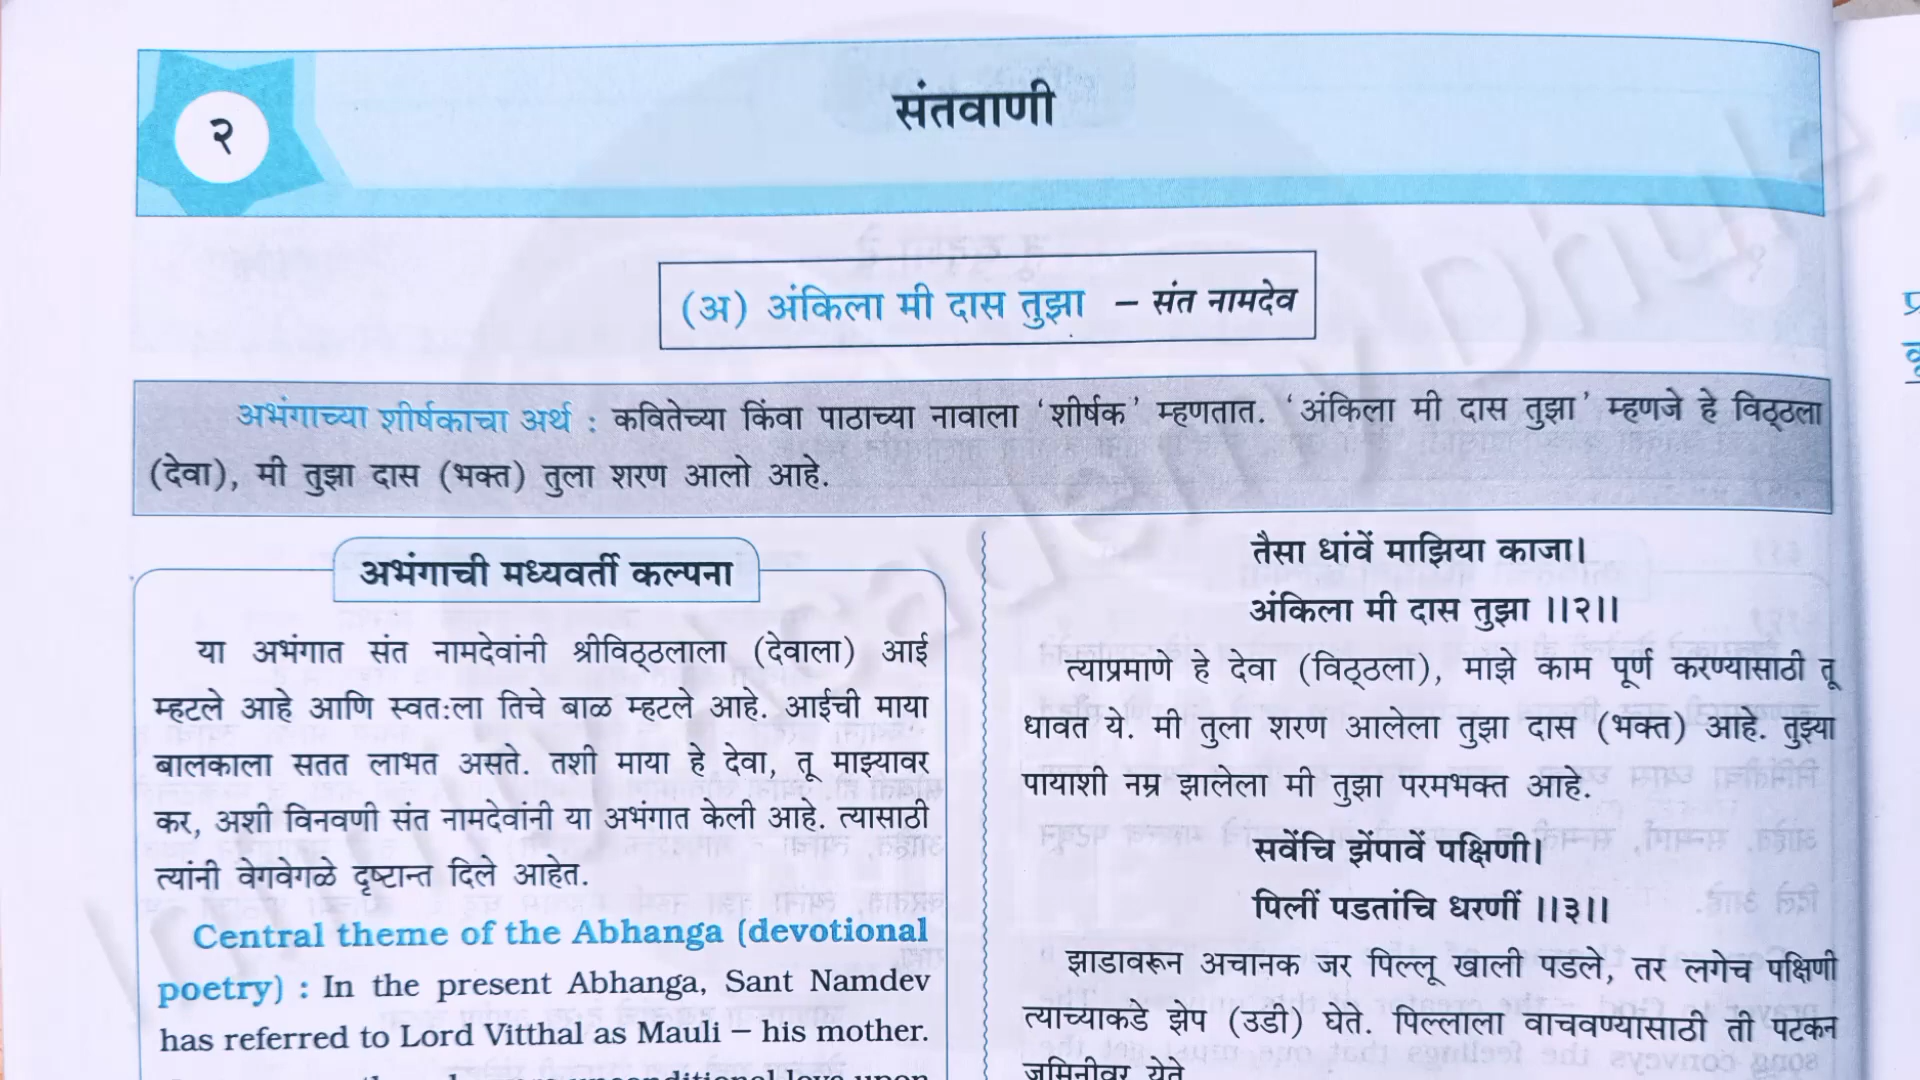 २
संतवाणी
(अ) अंकिला मी दास तुझा – संत नामदेव
अभंगाच्या शीर्षकाचा अर्थ : कवितेच्या किंवा पाठाच्या नावाला ‘शीर्षक’ म्हणतात. ‘अंकिला मी दास तुझा’ म्हणजे हे विठ्ठला
(देवा), मी तुझा दास (भक्त) तुला शरण आलो आहे.
अभंगाची मध्यवर्ती कल्पना
या अभंगात संत नामदेवांनी श्रीविठ्ठलाला (देवाला) आई
म्हटले आहे आणि स्वतःला तिचे बाळ म्हटले आहे. आईची माया
बालकाला सतत लाभत असते. तशी माया हे देवा, तू माझ्यावर
कर, अशी विनवणी संत नामदेवांनी या अभंगात केली आहे. त्यासाठी
त्यांनी वेगवेगळे दृष्टान्त दिले आहेत.
Central theme of the Abhanga (devotional
poetry) : In the present Abhanga, Sant Namdev
has referred to Lord Vitthal as Mauli – his mother.
तैसा धांवें माझिया काजा।
अंकिला मी दास तुझा ।।२।।
त्याप्रमाणे हे देवा (विठ्ठला), माझे काम पूर्ण करण्यासाठी तू
धावत ये. मी तुला शरण आलेला तुझा दास (भक्त) आहे. तुझ्या
पायाशी नम्र झालेला मी तुझा परमभक्त आहे.
सवेंचि झेंपावें पक्षिणी।
पिलीं पडतांचि धरणीं ।।३।।
झाडावरून अचानक जर पिल्लू खाली पडले, तर लगेच पक्षिणी
त्याच्याकडे झेप (उडी) घेते. पिल्लाला वाचवण्यासाठी ती पटकन
जमिनीवर येते